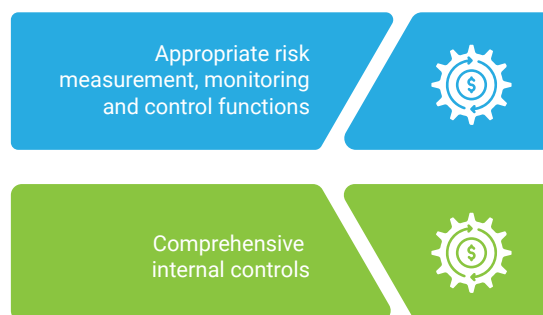 Appropriate risk
measurement, monitoring
and control functions
$
Comprehensive
internal controls
$